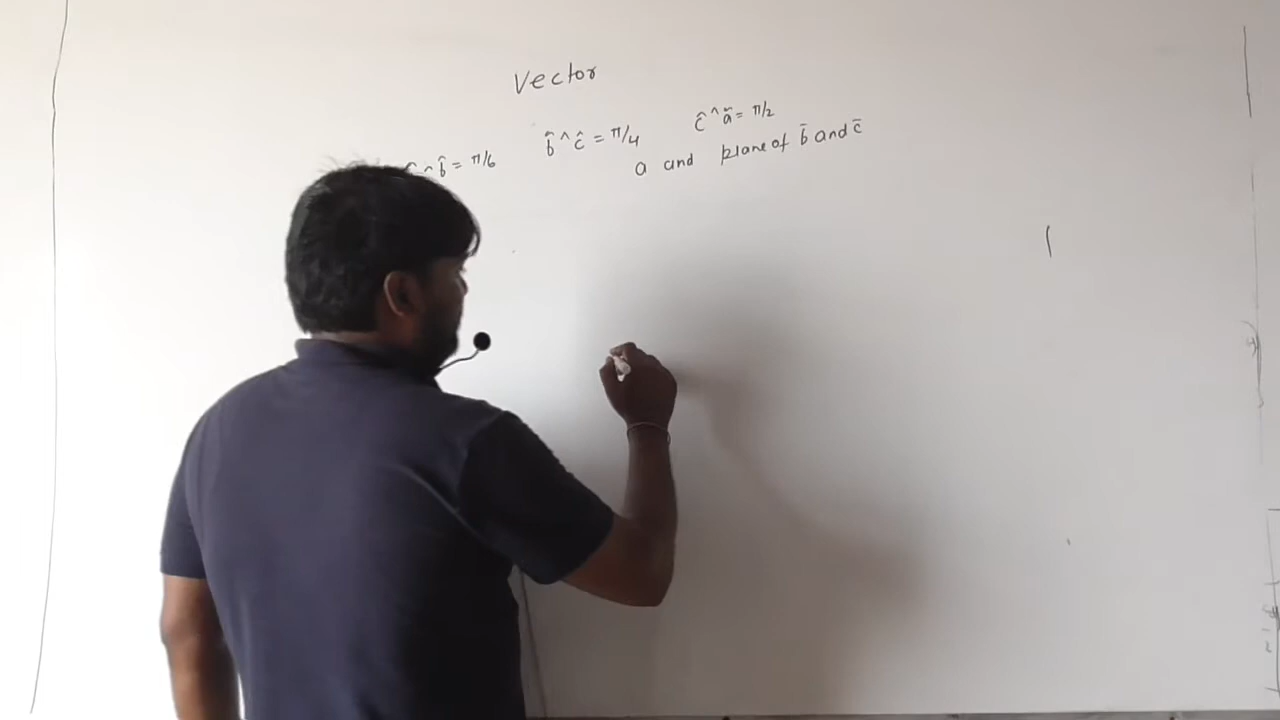 Vector
b̂ = π/6 b̂ ^ ĉ = π/4 ĉ ^ â = π/2
a and plane of b̄ and c̄